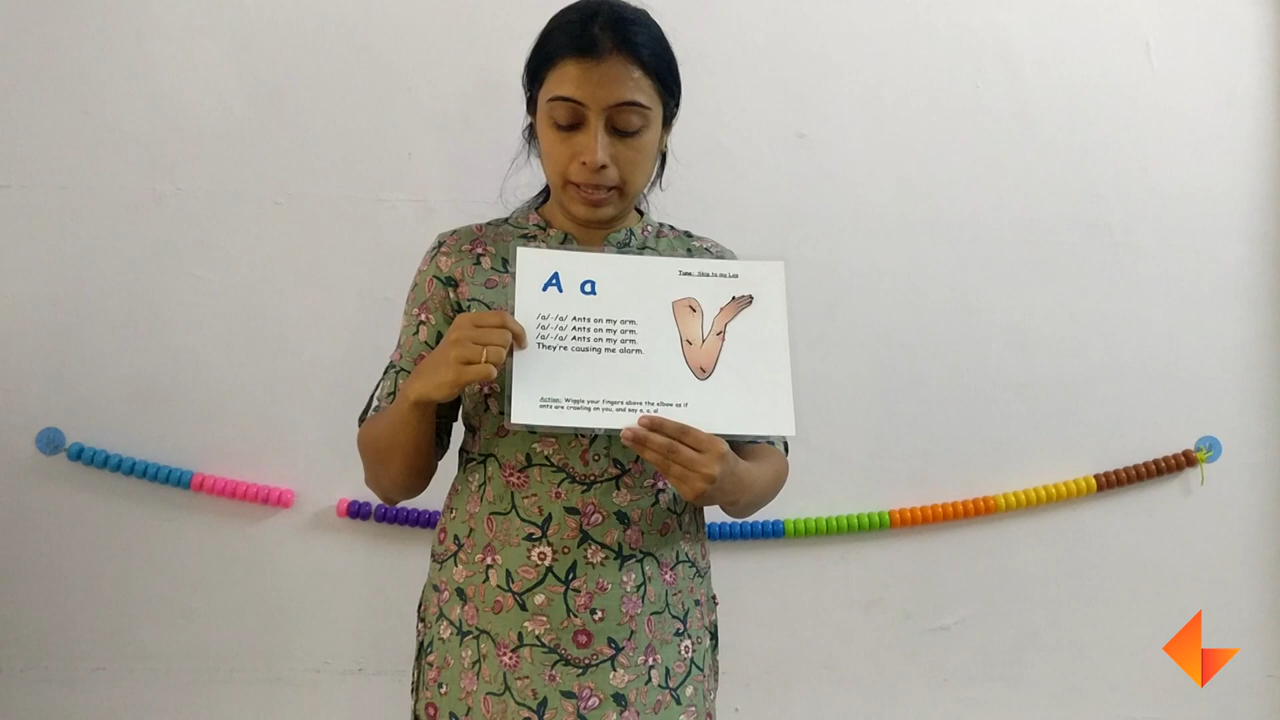 A a
Tune: Skip to my Lou
/a/-/a/ Ants on my arm.
/a/-/a/ Ants on my arm.
/a/-/a/ Ants on my arm.
They're causing me alarm.
Action: Wiggle your fingers above the elbow as if
ants are crawling on you, and say a, a, a!